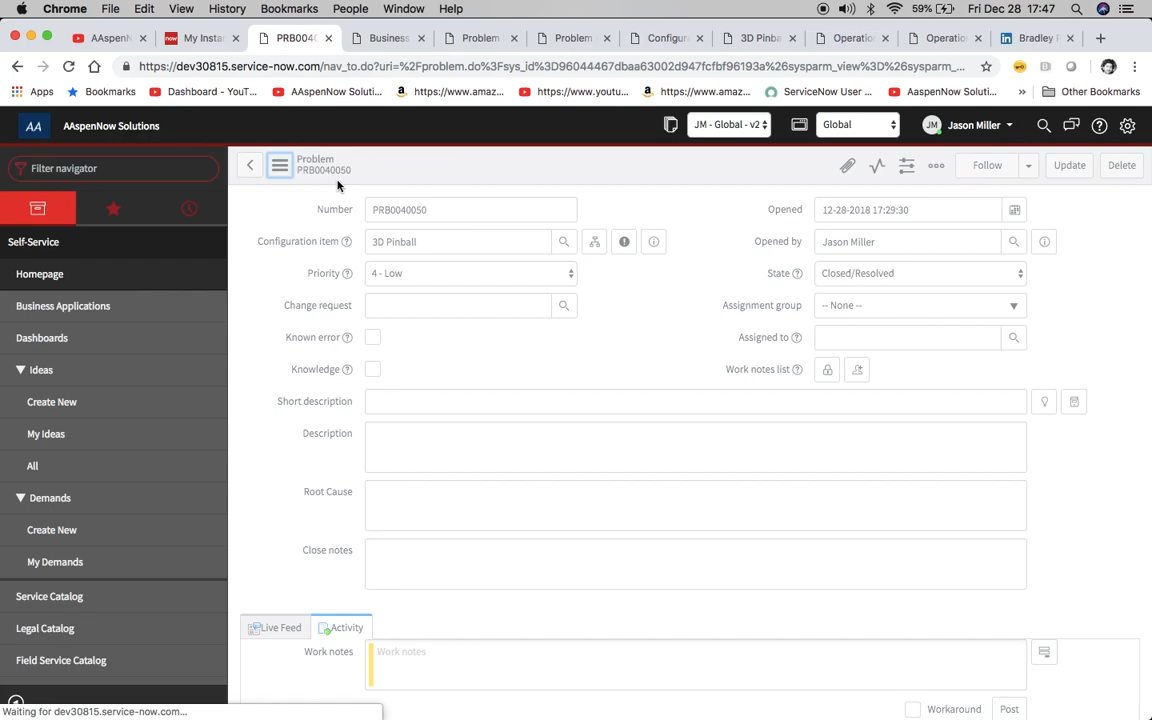 Chrome File Edit View History Bookmarks People Window Help 59% Fri Dec 28 17:47
AAspenN My Instan PRB0040 Business Problem Problem Configura 3D Pinba Operatio Operatio Bradley
https://dev30815.service-now.com/nav_to.do?uri=%2Fproblem.do%3Fsys_id%3D96044467dbaa63002d947fcfbf96193a%26sysparm_view%3D%26sysparm_...
Apps Bookmarks Dashboard - YouT... AAspenNow Soluti... https://www.amaz... https://www.youtu... https://www.amaz... ServiceNow User ... AaspenNow Soluti... » Other Bookmarks
AA AAspenNow Solutions JM - Global - v2 Global JM Jason Miller
Filter navigator
Problem
PRB0040050
Follow Update Delete
Self-Service
Homepage
Business Applications
Dashboards
Ideas
Create New
My Ideas
All
Demands
Create New
My Demands
Service Catalog
Legal Catalog
Field Service Catalog
Number PRB0040050 Opened 12-28-2018 17:29:30
Configuration item 3D Pinball Opened by Jason Miller
Priority 4 - Low State Closed/Resolved
Change request Assignment group -- None --
Known error Assigned to
Knowledge Work notes list
Short description
Description
Root Cause
Close notes
Live Feed Activity
Work notes Work notes
Workaround Post
Waiting for dev30815.service-now.com...